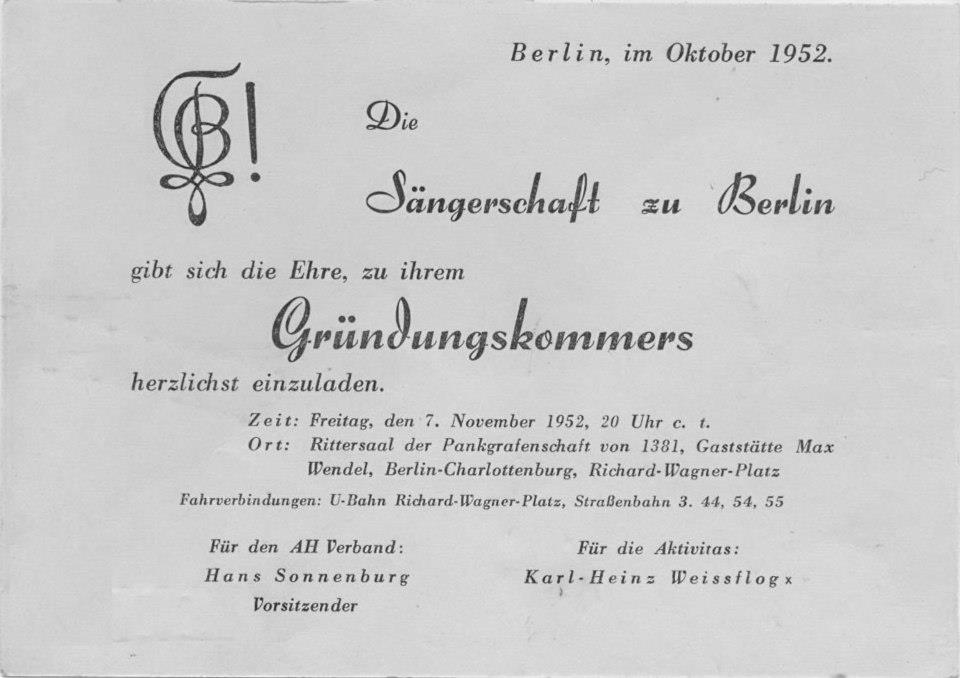 Berlin, im Oktober 1952.
Die
Sängerschaft zu Berlin
gibt sich die Ehre, zu ihrem
Gründungskommers
herzlichst einzuladen.
Zeit: Freitag, den 7. November 1952, 20 Uhr c. t.
Ort: Rittersaal der Pankgrafenschaft von 1381, Gaststätte Max
Wendel, Berlin-Charlottenburg, Richard-Wagner-Platz
Fahrverbindungen: U-Bahn Richard-Wagner-Platz, Straßenbahn 3. 44, 54, 55
Für den AH Verband:
Hans Sonnenburg
Vorsitzender
Für die Aktivitas:
Karl-Heinz Weissflog x